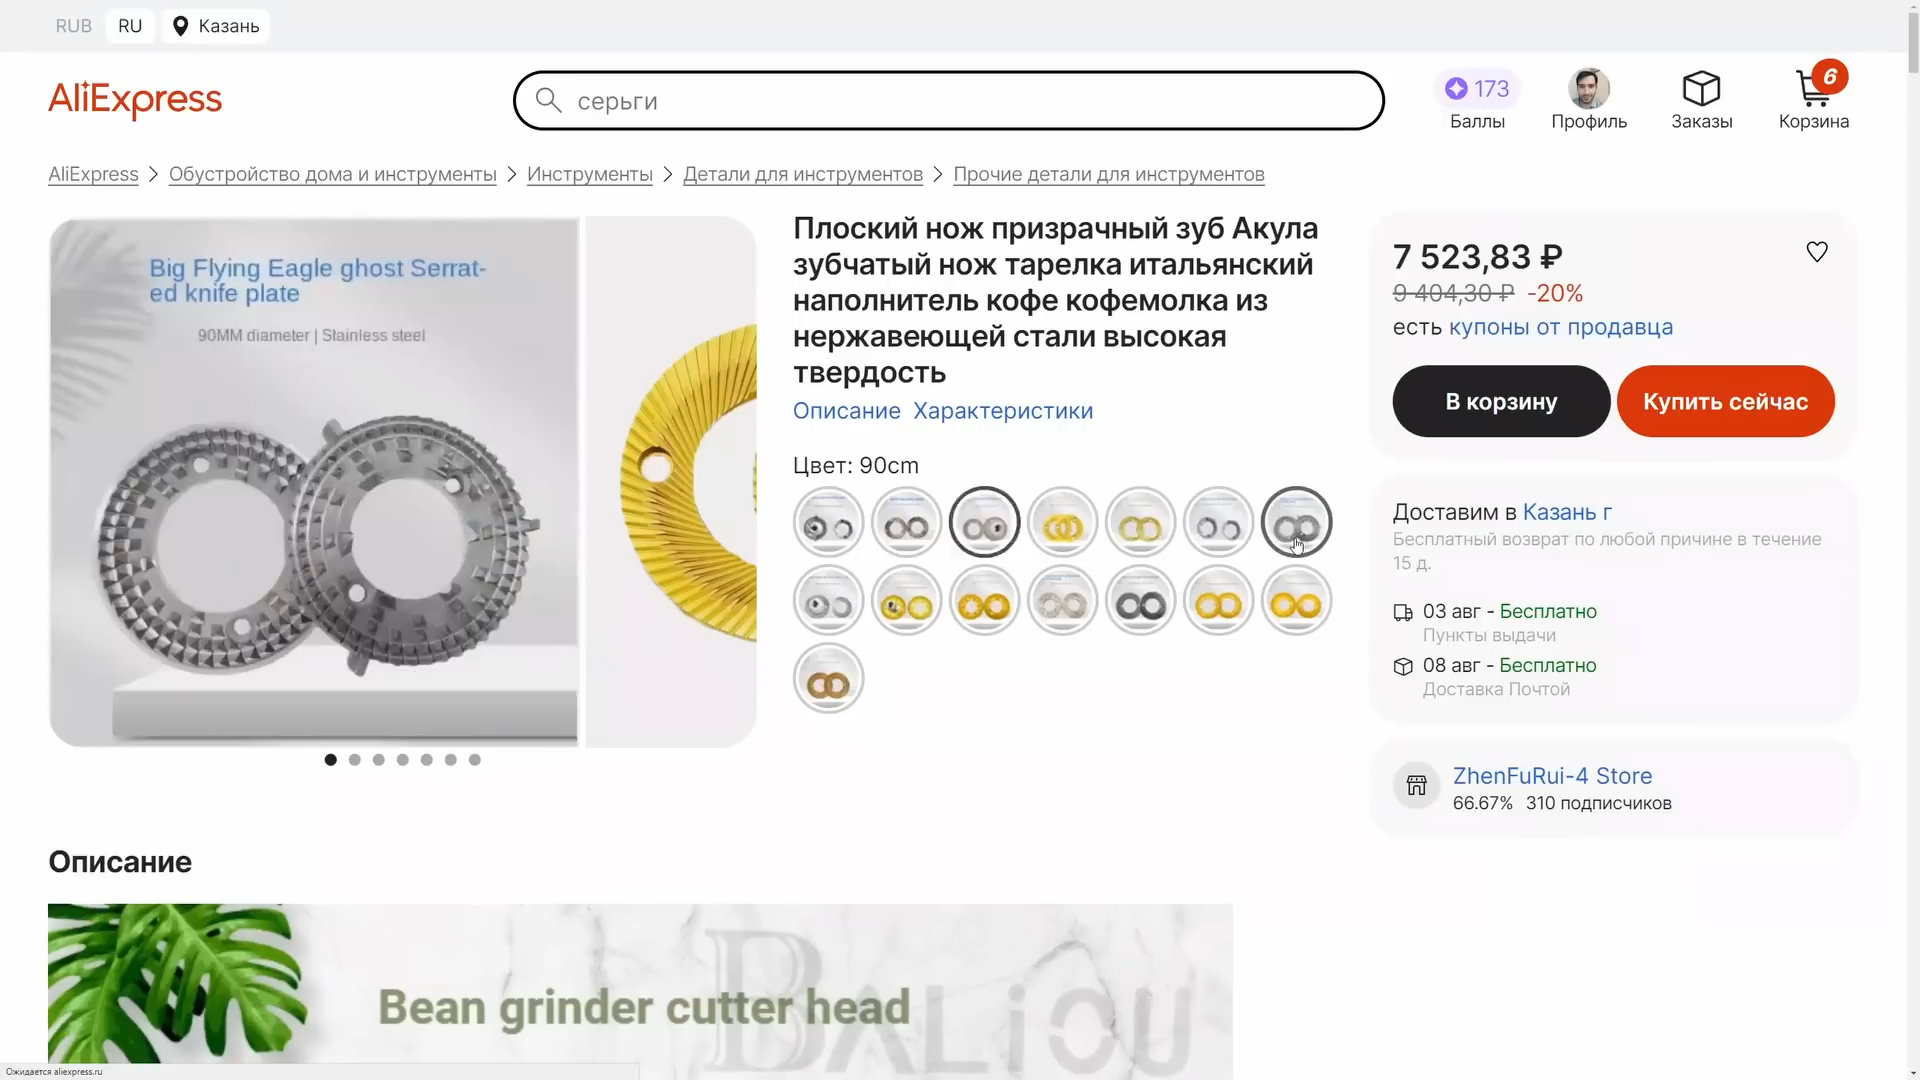 RUB RU Казань
AliExpress
серьги
173
Баллы
Профиль
Заказы
6
Корзина
AliExpress > Обустройство дома и инструменты > Инструменты > Детали для инструментов > Прочие детали для инструментов
Big Flying Eagle ghost Serrat-
ed knife plate
90MM diameter | Stainless steel
Плоский нож призрачный зуб Акула
зубчатый нож тарелка итальянский
наполнитель кофе кофемолка из
нержавеющей стали высокая
твердость
Описание Характеристики
Цвет: 90cm
7 523,83 ₽
9 404,30 ₽ -20%
есть купоны от продавца
В корзину
Купить сейчас
Доставим в Казань г
Бесплатный возврат по любой причине в течение
15 д.
03 авг - Бесплатно
Пункты выдачи
08 авг - Бесплатно
Доставка Почтой
ZhenFuRui-4 Store
66.67% 310 подписчиков
Описание
Bean grinder cutter head
BALiCU
Ожидается aliexpress.ru